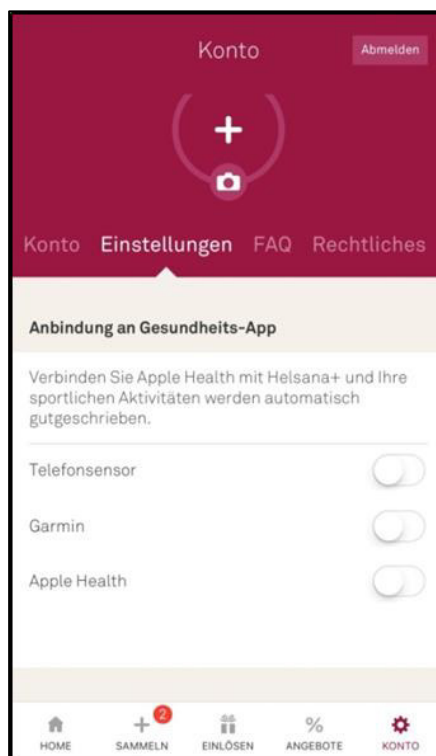 Konto
Abmelden
Konto Einstellungen FAQ Rechtliches
Anbindung an Gesundheits-App
Verbinden Sie Apple Health mit Helsana+ und Ihre
sportlichen Aktivitäten werden automatisch
gutgeschrieben.
Telefonsensor
Garmin
Apple Health
2
HOME SAMMELN EINLÖSEN ANGEBOTE KONTO